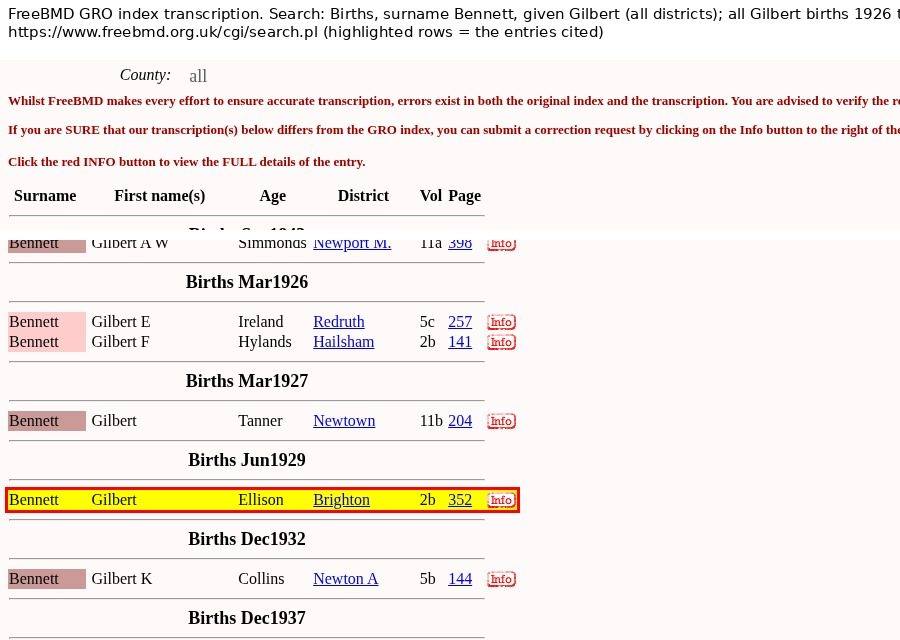 FreeBMD GRO index transcription. Search: Births, surname Bennett, given Gilbert (all districts); all Gilbert births 1926
https://www.freebmd.org.uk/cgi/search.pl (highlighted rows = the entries cited)
County: all
Whilst FreeBMD makes every effort to ensure accurate transcription, errors exist in both the original index and the transcription. You are advised to verify the
If you are SURE that our transcription(s) below differs from the GRO index, you can submit a correction request by clicking on the Info button to the right of the
Click the red INFO button to view the FULL details of the entry.
Surname First name(s) Age District Vol Page
Bennett Gilbert A W Simmonds Newport M. 11a 398 Info
Births Mar1926
Bennett Gilbert E Ireland Redruth 5c 257 Info
Bennett Gilbert F Hylands Hailsham 2b 141 Info
Births Mar1927
Bennett Gilbert Tanner Newtown 11b 204 Info
Births Jun1929
Bennett Gilbert Ellison Brighton 2b 352 Info
Births Dec1932
Bennett Gilbert K Collins Newton A 5b 144 Info
Births Dec1937